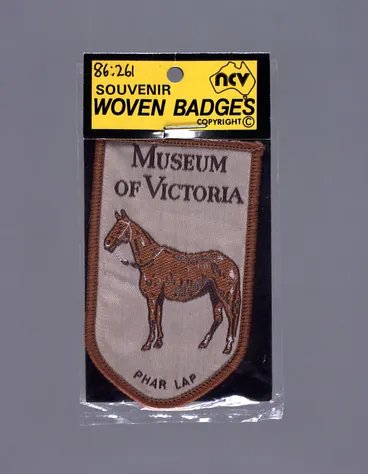 86:261
ncv
SOUVENIR
WOVEN BADGES
COPYRIGHT ©
MUSEUM
OF VICTORIA
PHAR LAP